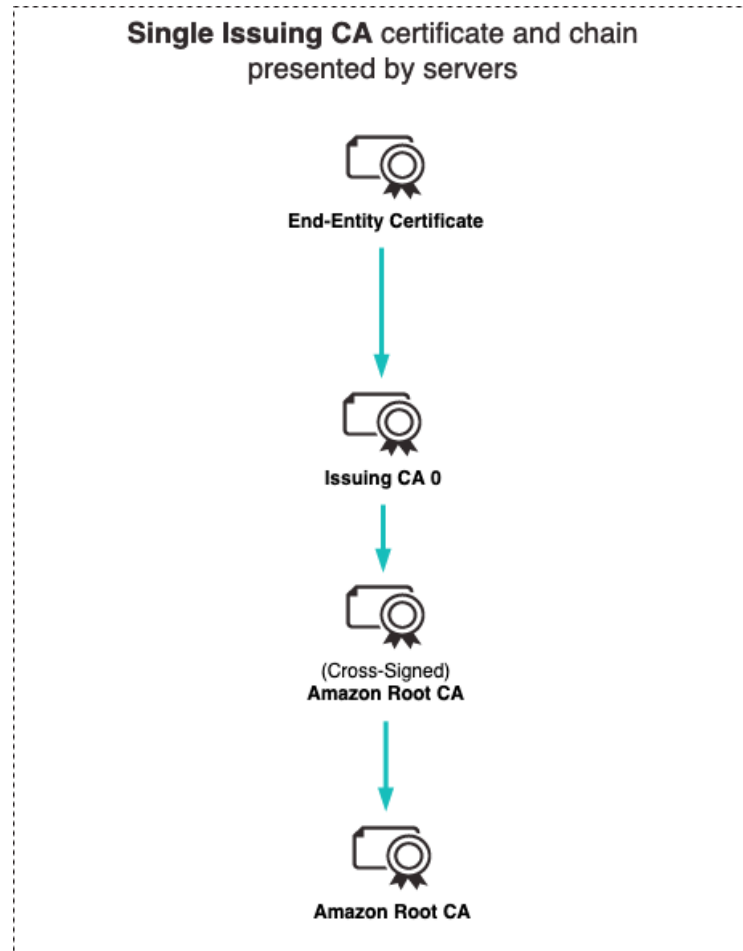 Single Issuing CA certificate and chain
presented by servers
End-Entity Certificate
Issuing CA 0
(Cross-Signed)
Amazon Root CA
Amazon Root CA